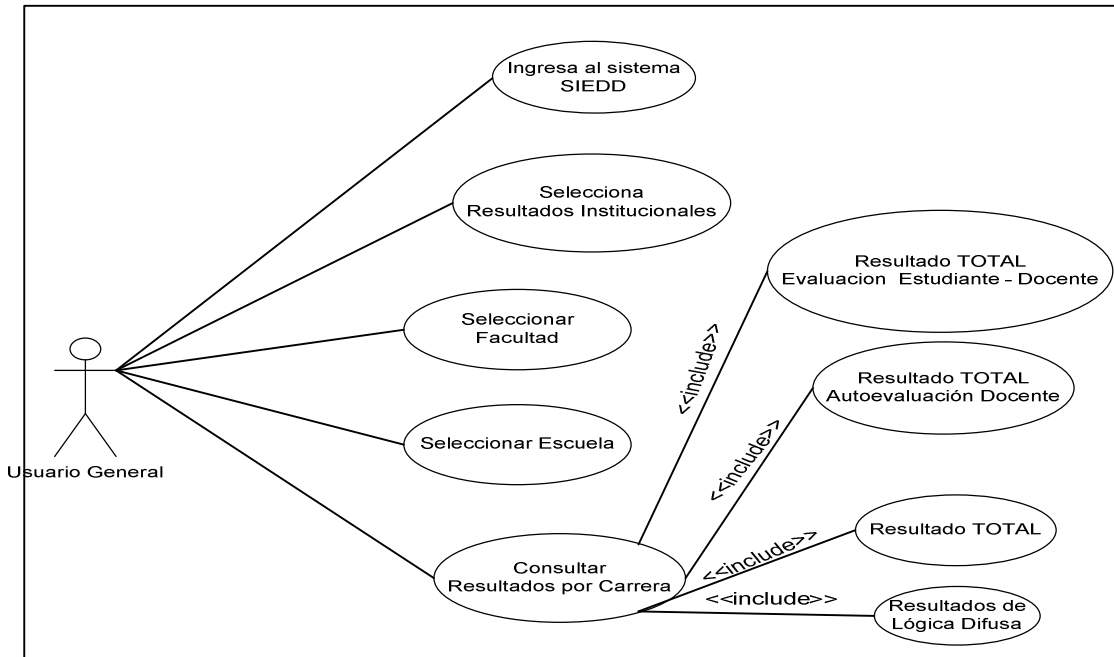 Ingresa al sistema
SIEDD
Selecciona
Resultados Institucionales
Resultado TOTAL
Evaluacion Estudiante - Docente
Seleccionar
Facultad
<<include>>
Resultado TOTAL
Autoevaluación Docente
<<include>>
Seleccionar Escuela
Usuario General
Resultado TOTAL
<<include>>
Consultar
Resultados por Carrera
<<include>>
Resultados de
Lógica Difusa